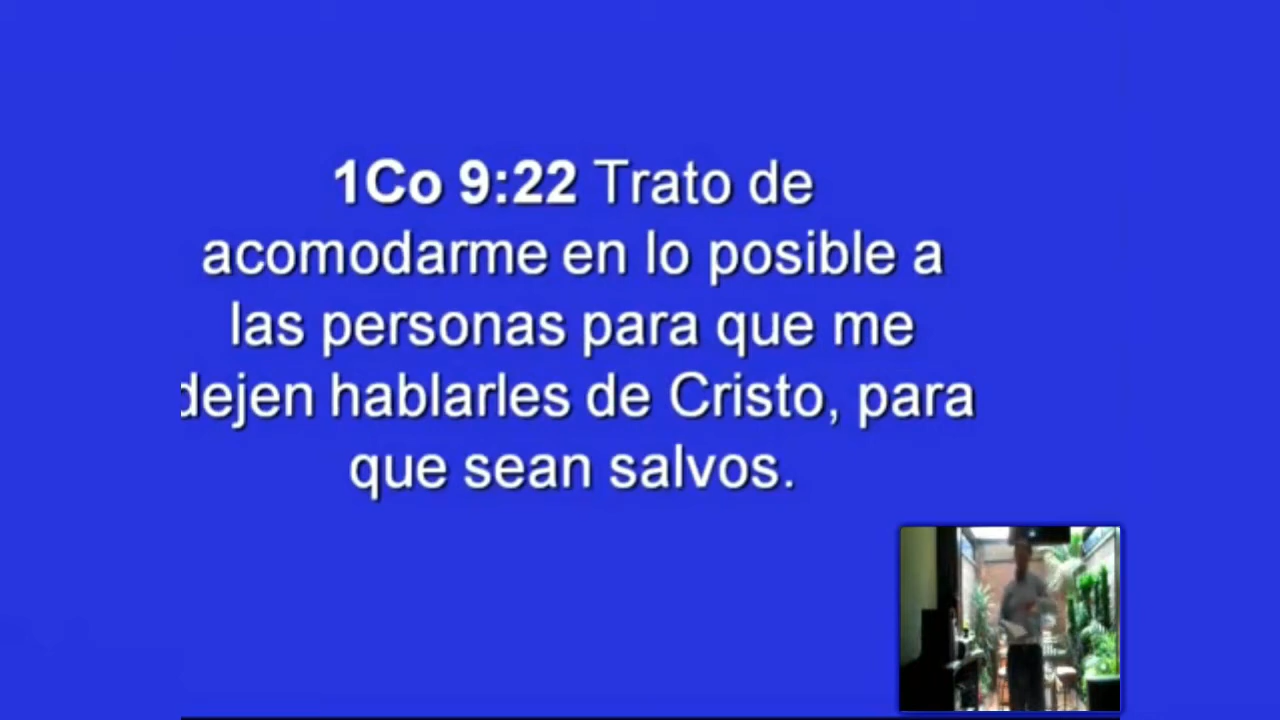 1Co 9:22 Trato de
acomodarme en lo posible a
las personas para que me
dejen hablarles de Cristo, para
que sean salvos.